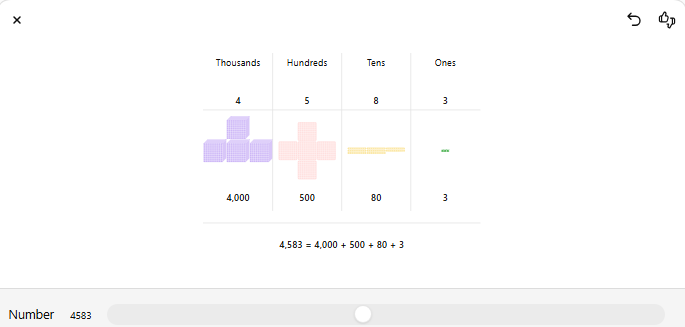 Thousands Hundreds Tens Ones
4 5 8 3
4,000 500 80 3
4,583 = 4,000 + 500 + 80 + 3
Number 4583